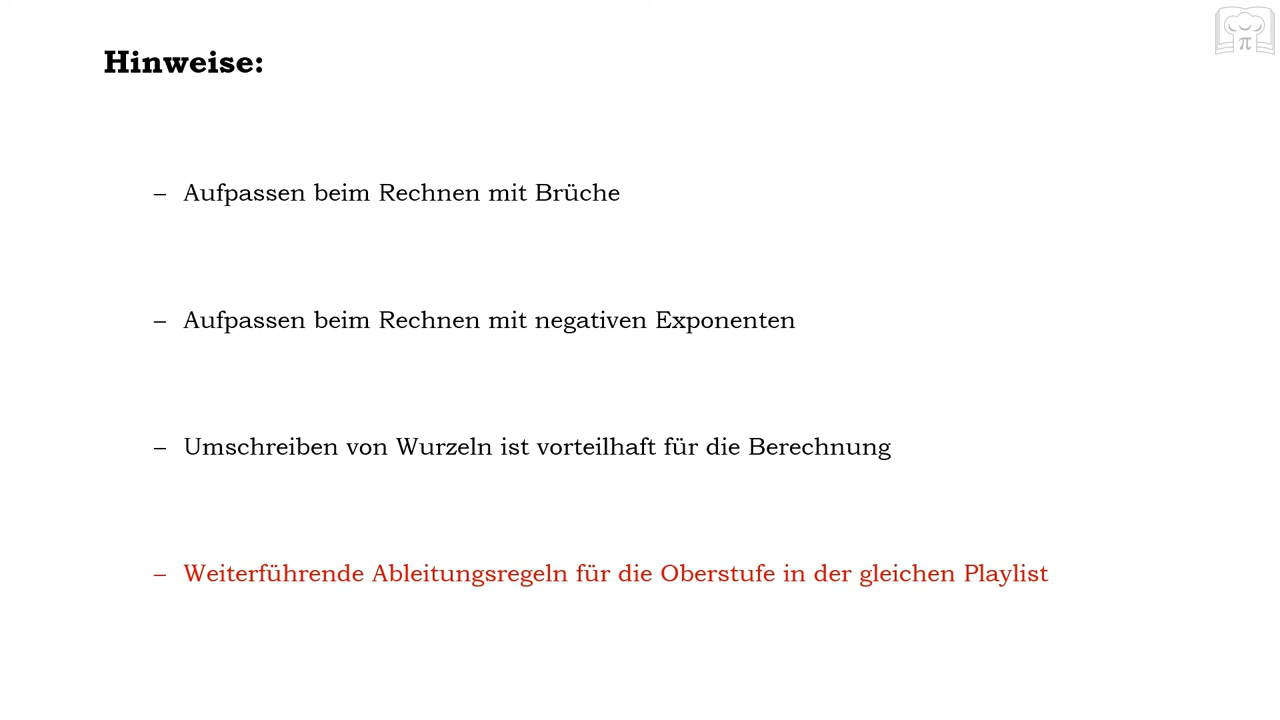 Hinweise:
– Aufpassen beim Rechnen mit Brüche
– Aufpassen beim Rechnen mit negativen Exponenten
– Umschreiben von Wurzeln ist vorteilhaft für die Berechnung
– Weiterführende Ableitungsregeln für die Oberstufe in der gleichen Playlist
π